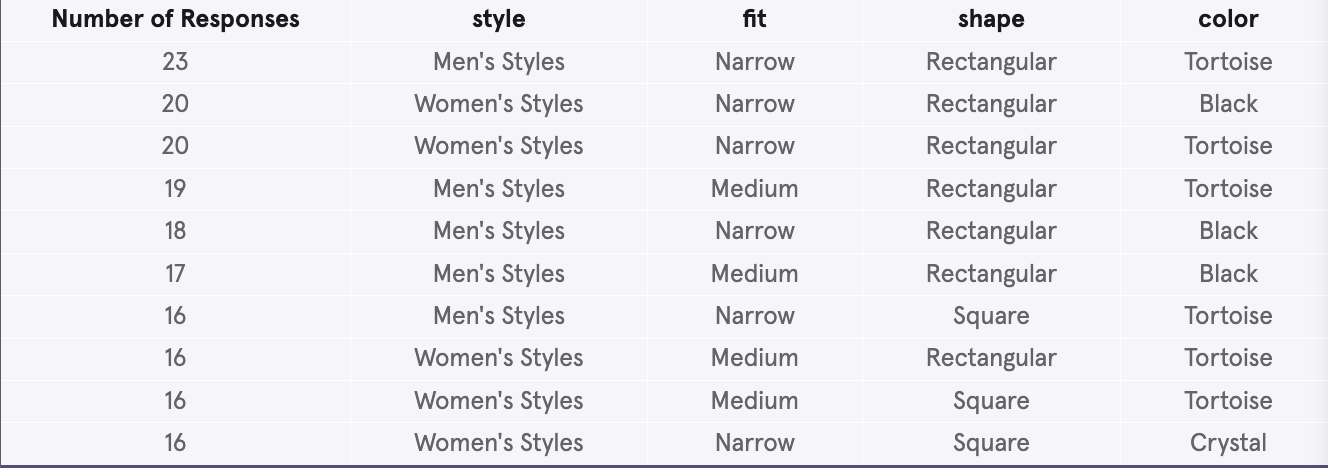 Number of Responses style fit shape color
23 Men's Styles Narrow Rectangular Tortoise
20 Women's Styles Narrow Rectangular Black
20 Women's Styles Narrow Rectangular Tortoise
19 Men's Styles Medium Rectangular Tortoise
18 Men's Styles Narrow Rectangular Black
17 Men's Styles Medium Rectangular Black
16 Men's Styles Narrow Square Tortoise
16 Women's Styles Medium Rectangular Tortoise
16 Women's Styles Medium Square Tortoise
16 Women's Styles Narrow Square Crystal